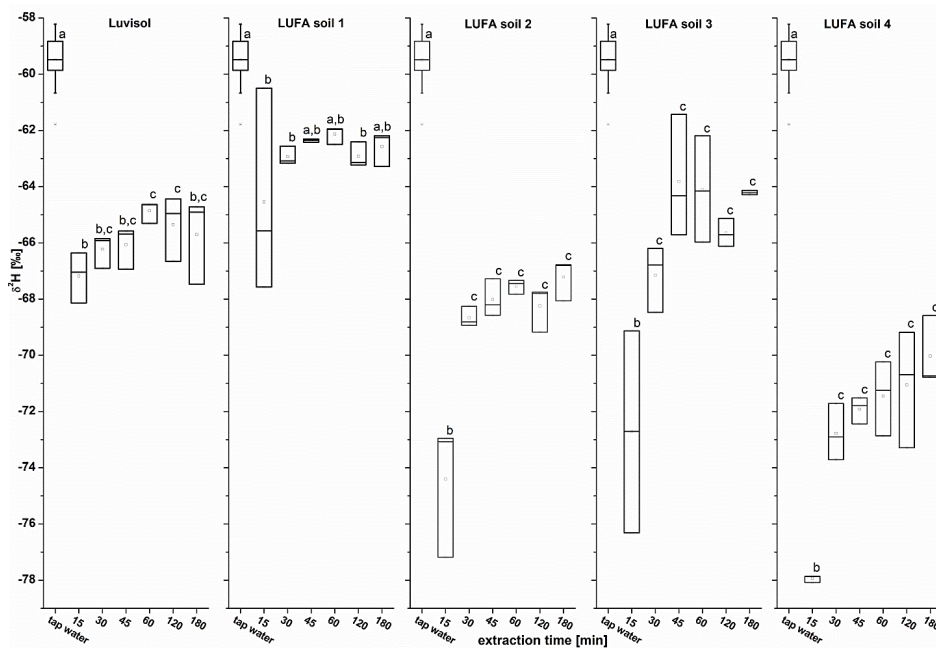 Luvisol LUFA soil 1 LUFA soil 2 LUFA soil 3 LUFA soil 4
δ²H [‰]
-58
-60
-62
-64
-66
-68
-70
-72
-74
-76
-78
a b b,c b,c c c b,c
a b b a,b a,b b a,b
a b c c c c c
a b c c c c c
a b c c c c c
tap water 15 30 45 60 120 180
tap water 15 30 45 60 120 180
tap water 15 30 45 60 120 180
tap water 15 30 45 60 120 180
tap water 15 30 45 60 120 180
extraction time [min]